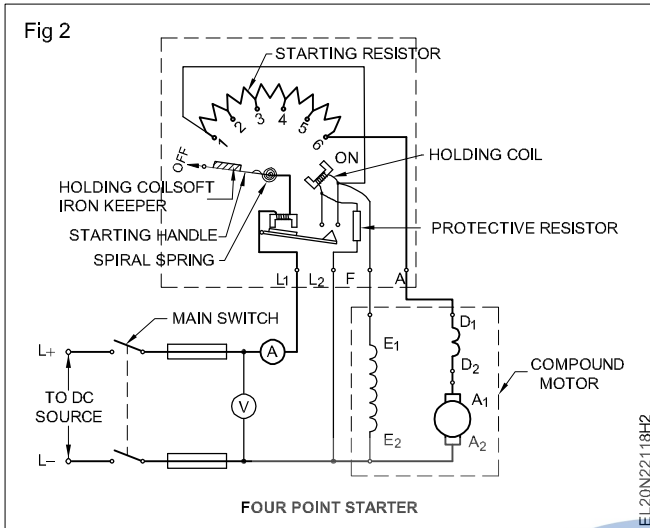 Fig 2
STARTING RESISTOR
1
2
3
4
5
6
OFF
ON
HOLDING COIL
HOLDING COILSOFT
IRON KEEPER
STARTING HANDLE
SPIRAL SPRING
PROTECTIVE RESISTOR
L1 L2 F A
MAIN SWITCH
L+
A
D1
E1
D2
COMPOUND
MOTOR
TO DC
SOURCE
V
A1
E2
A2
L–
FOUR POINT STARTER
EL20N22118H2